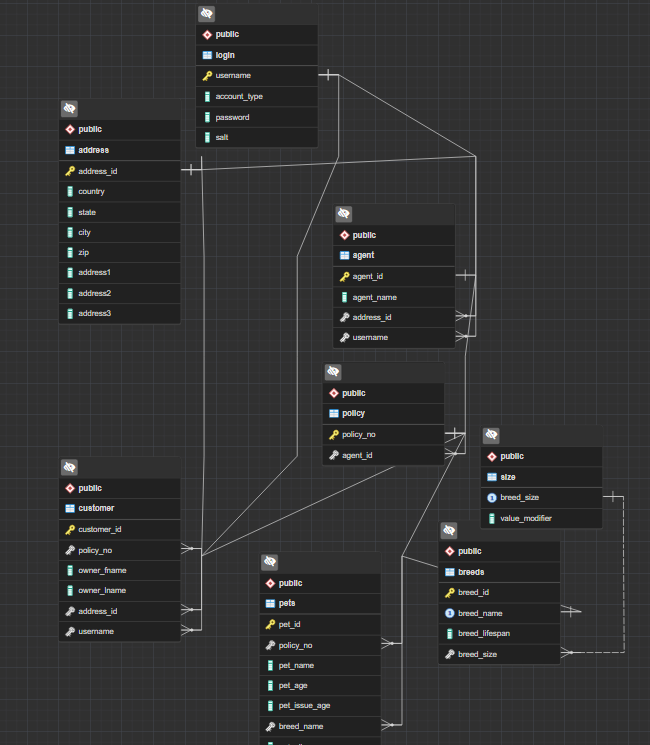 public
login
username
account_type
password
salt
public
address
address_id
country
state
city
zip
address1
address2
address3
public
agent
agent_id
agent_name
address_id
username
public
policy
policy_no
agent_id
public
size
breed_size
value_modifier
public
customer
customer_id
policy_no
owner_fname
owner_lname
address_id
username
public
breeds
breed_id
breed_name
breed_lifespan
breed_size
public
pets
pet_id
policy_no
pet_name
pet_age
pet_issue_age
breed_name